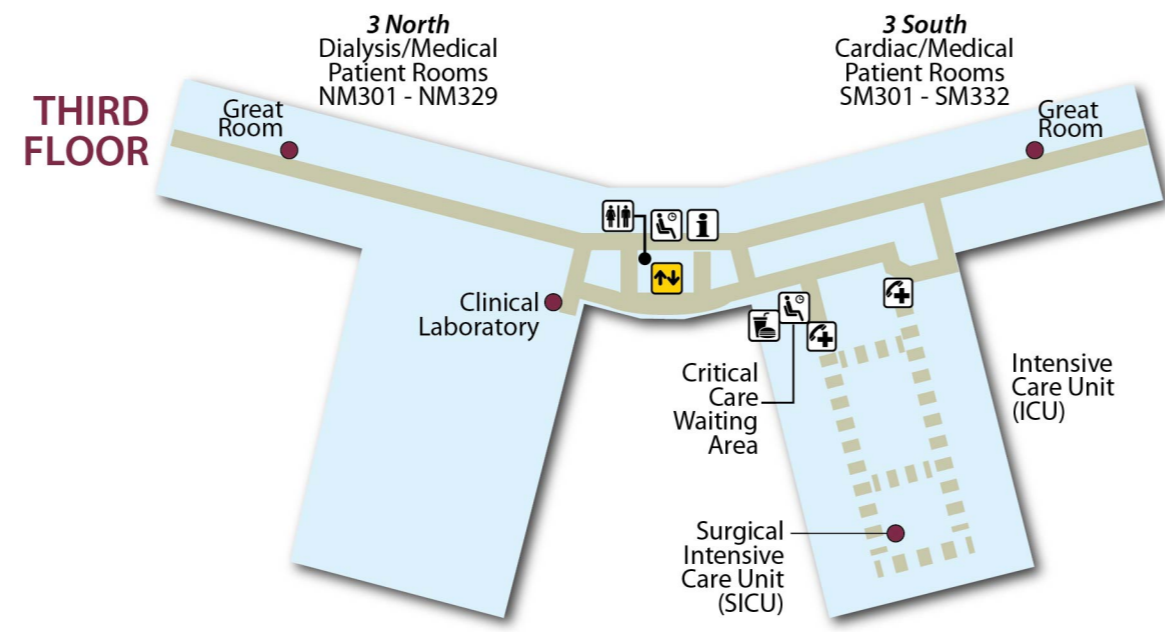 THIRD
FLOOR
3 North
Dialysis/Medical
Patient Rooms
NM301 - NM329
3 South
Cardiac/Medical
Patient Rooms
SM301 - SM332
Great
Room
Great
Room
Clinical
Laboratory
Critical
Care
Waiting
Area
Intensive
Care Unit
(ICU)
Surgical
Intensive
Care Unit
(SICU)